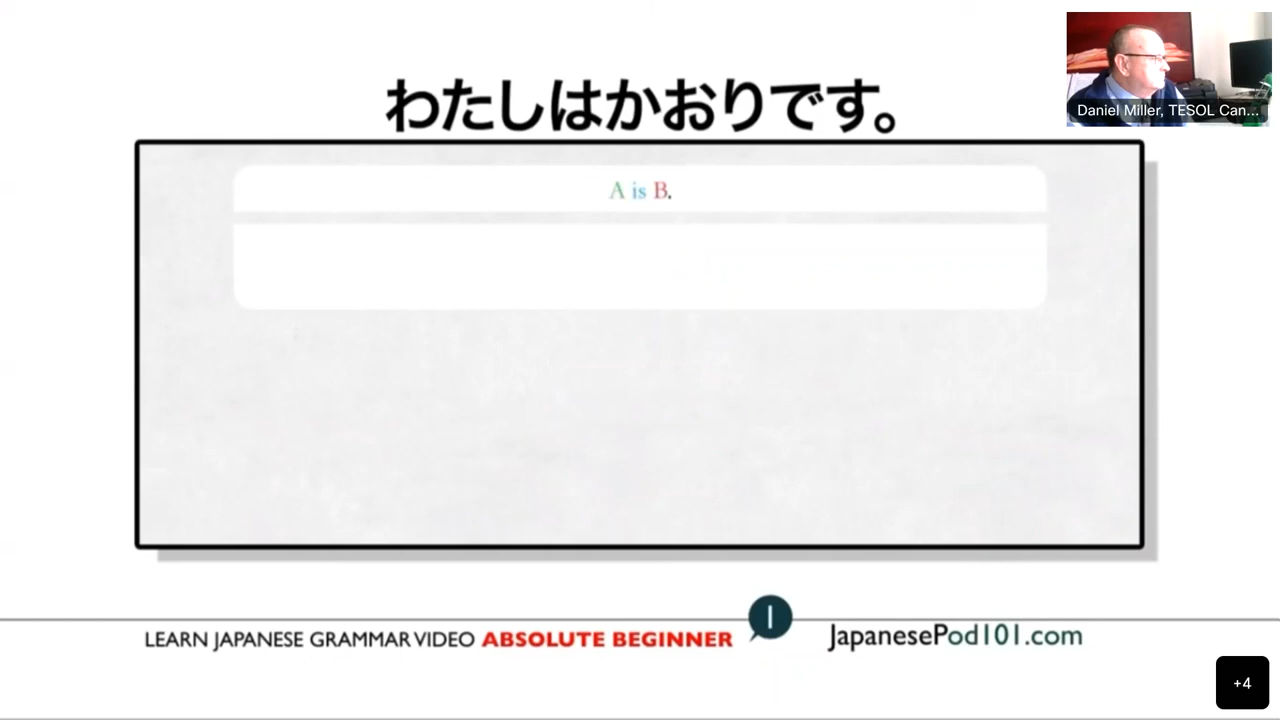 わたしはかおりです。
Daniel Miller, TESOL Can...
A is B.
LEARN JAPANESE GRAMMAR VIDEO ABSOLUTE BEGINNER
JapanesePod101.com
+4